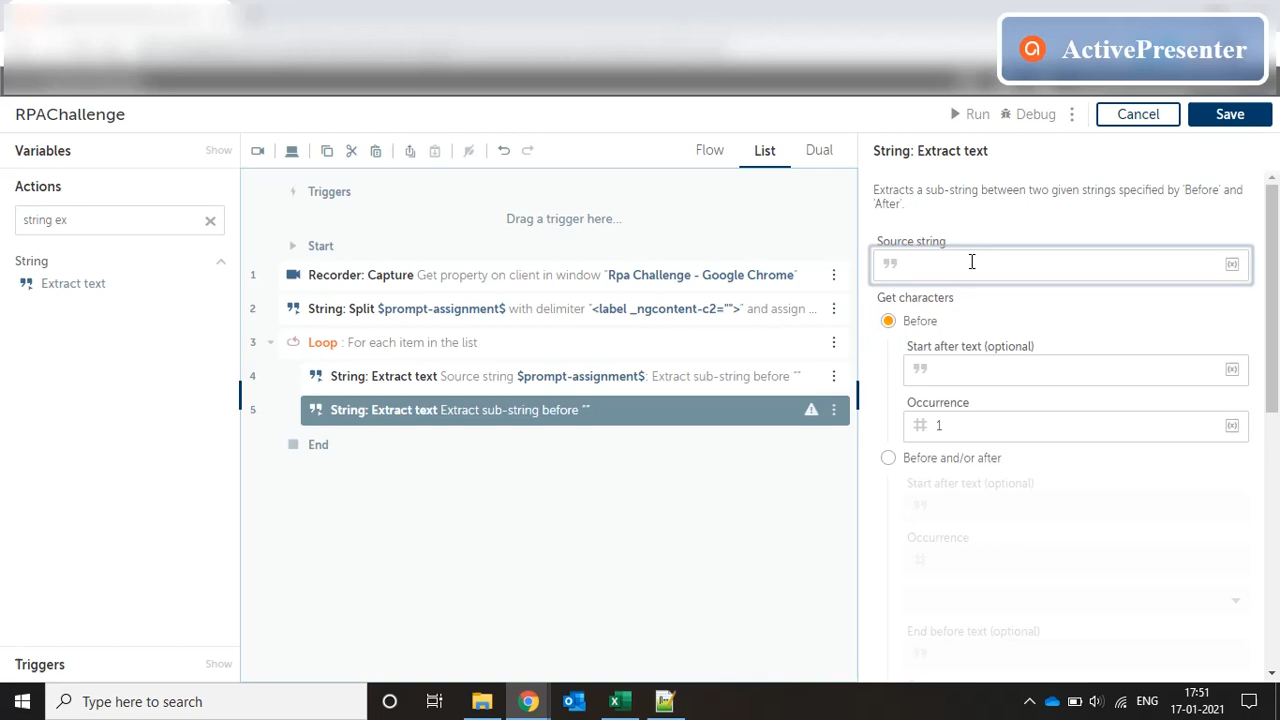 ActivePresenter
RPAChallenge
Run
Debug
Cancel
Save
Variables
Show
Flow
List
Dual
String: Extract text
Actions
string ex
String
Extract text
Triggers
Drag a trigger here...
Start
1 Recorder: Capture Get property on client in window "Rpa Challenge - Google Chrome"
2 String: Split $prompt-assignment$ with delimiter "<label _ngcontent-c2="">" and assign ...
3 Loop : For each item in the list
4 String: Extract text Source string $prompt-assignment$: Extract sub-string before ""
5 String: Extract text Extract sub-string before ""
End
Extracts a sub-string between two given strings specified by 'Before' and
'After'.
Source string
Get characters
Before
Start after text (optional)
Occurrence
1
Before and/or after
Start after text (optional)
Occurrence
End before text (optional)
Triggers
Show
Type here to search
ENG
17:51
17-01-2021